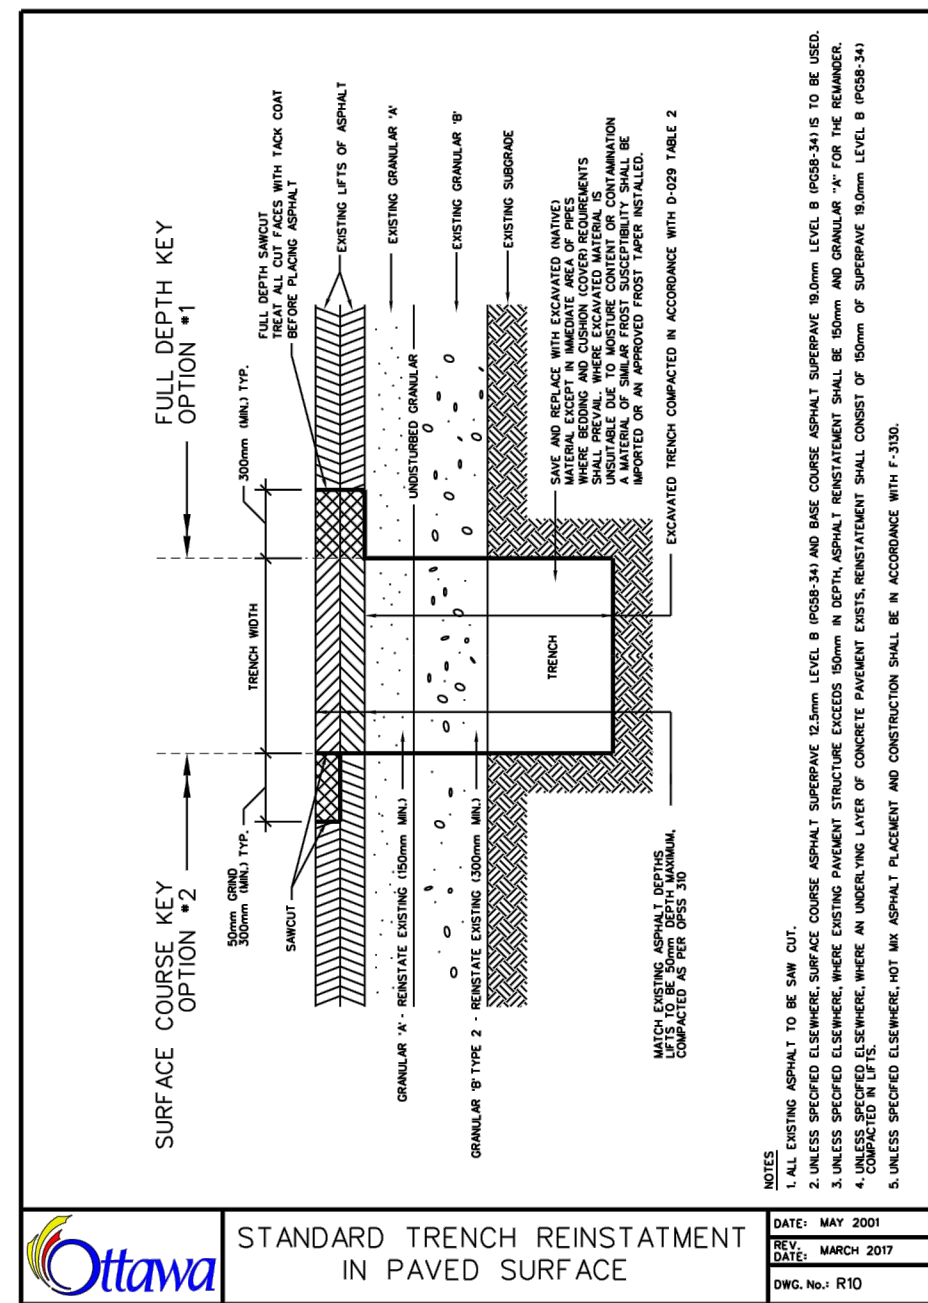 FULL DEPTH KEY
OPTION #1
SURFACE COURSE KEY
OPTION #2
FULL DEPTH SAWCUT
TREAT ALL CUT FACES WITH TACK COAT
BEFORE PLACING ASPHALT
300mm (MIN.) TYP.
TRENCH WIDTH
50mm GRIND
300mm (MIN.) TYP.
SAWCUT
EXISTING LIFTS OF ASPHALT
EXISTING GRANULAR 'A'
UNDISTURBED GRANULAR
EXISTING GRANULAR 'B'
EXISTING SUBGRADE
GRANULAR 'A' - REINSTATE EXISTING (150mm MIN.)
GRANULAR 'B' TYPE 2 - REINSTATE EXISTING (300mm MIN.)
TRENCH
SAVE AND REPLACE WITH EXCAVATED (NATIVE)
MATERIAL EXCEPT IN IMMEDIATE AREA OF PIPES
WHERE BEDDING AND CUSHION (COVER) REQUIREMENTS
SHALL PREVAIL. WHERE EXCAVATED MATERIAL IS
UNSUITABLE DUE TO MOISTURE CONTENT OR CONTAMINATION
A MATERIAL OF SIMILAR FROST SUSCEPTIBILITY SHALL BE
IMPORTED OR AN APPROVED FROST TAPER INSTALLED.
EXCAVATED TRENCH COMPACTED IN ACCORDANCE WITH D-029 TABLE 2
MATCH EXISTING ASPHALT DEPTHS
LIFTS TO BE 50mm DEPTH MAXIMUM,
COMPACTED AS PER OPSS 310
NOTES
1. ALL EXISTING ASPHALT TO BE SAW CUT.
2. UNLESS SPECIFIED ELSEWHERE, SURFACE COURSE ASPHALT SUPERPAVE 12.5mm LEVEL B (PG58-34) AND BASE COURSE ASPHALT SUPERPAVE 19.0mm LEVEL B (PG58-34) IS TO BE USED.
3. UNLESS SPECIFIED ELSEWHERE, WHERE EXISTING PAVEMENT STRUCTURE EXCEEDS 150mm IN DEPTH, ASPHALT REINSTATEMENT SHALL BE 150mm AND GRANULAR "A" FOR THE REMAINDER.
4. UNLESS SPECIFIED ELSEWHERE, WHERE AN UNDERLYING LAYER OF CONCRETE PAVEMENT EXISTS, REINSTATEMENT SHALL CONSIST OF 150mm OF SUPERPAVE 19.0mm LEVEL B (PG58-34)
COMPACTED IN LIFTS.
5. UNLESS SPECIFIED ELSEWHERE, HOT MIX ASPHALT PLACEMENT AND CONSTRUCTION SHALL BE IN ACCORDANCE WITH F-3130.
Ottawa
STANDARD TRENCH REINSTATMENT
IN PAVED SURFACE
DATE: MAY 2001
REV. DATE: MARCH 2017
DWG. No.: R10